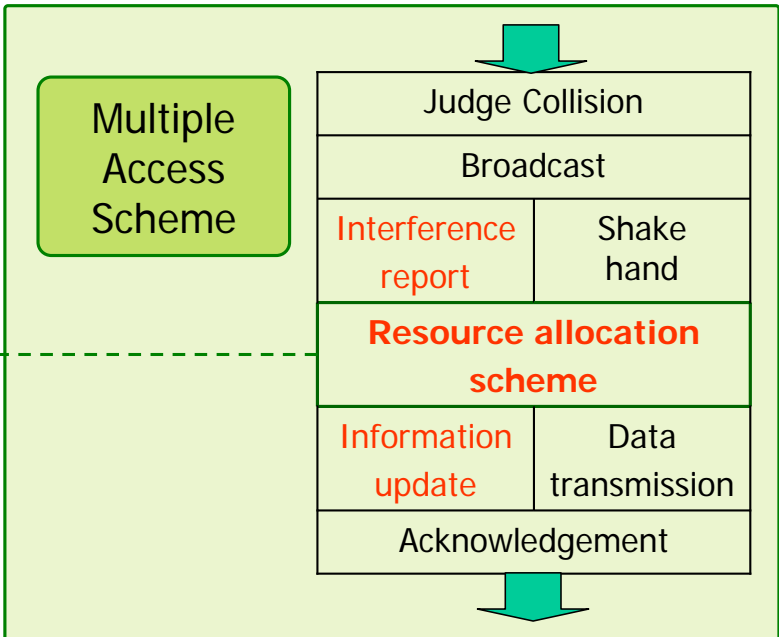 Multiple
Access
Scheme
Judge Collision
Broadcast
Interference
report
Shake
hand
Resource allocation
scheme
Information
update
Data
transmission
Acknowledgement